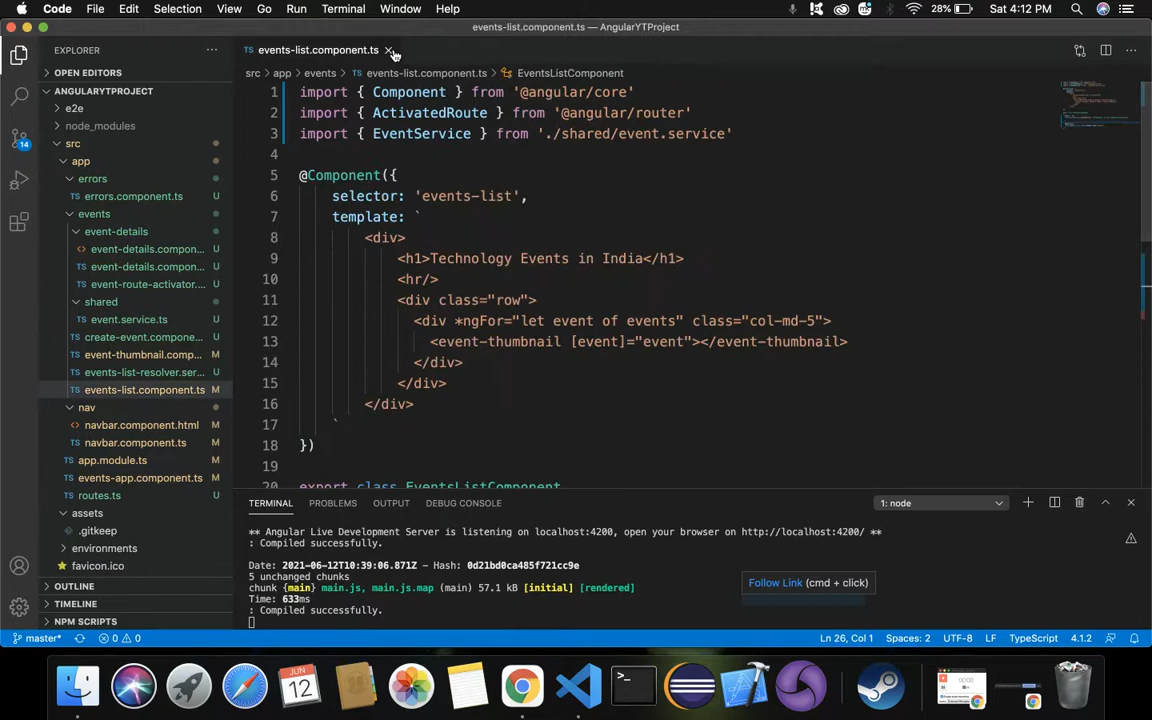 Code File Edit Selection View Go Run Terminal Window Help 28% Sat 4:12 PM
events-list.component.ts — AngularYTProject
EXPLORER
OPEN EDITORS
ANGULARYTPROJECT
e2e
node_modules
14
src
app
errors
errors.component.ts U
events
event-details
event-details.compon... U
event-details.compon... U
event-route-activator.... U
shared
event.service.ts U
create-event.compone... U
event-thumbnail.comp... M
events-list-resolver.ser... U
events-list.component.ts M
nav
navbar.component.html M
navbar.component.ts M
app.module.ts M
events-app.component.ts M
routes.ts U
assets
.gitkeep
environments
favicon.ico
OUTLINE
TIMELINE
NPM SCRIPTS
TS events-list.component.ts
src > app > events > TS events-list.component.ts > EventsListComponent
1 import { Component } from '@angular/core'
2 import { ActivatedRoute } from '@angular/router'
3 import { EventService } from './shared/event.service'
4
5 @Component({
6 selector: 'events-list',
7 template: `
8 <div>
9 <h1>Technology Events in India</h1>
10 <hr/>
11 <div class="row">
12 <div *ngFor="let event of events" class="col-md-5">
13 <event-thumbnail [event]="event"></event-thumbnail>
14 </div>
15 </div>
16 </div>
17 `
18 })
19
export class EventsListComponent
TERMINAL PROBLEMS OUTPUT DEBUG CONSOLE 1: node
** Angular Live Development Server is listening on localhost:4200, open your browser on http://localhost:4200/ **
: Compiled successfully.
Date: 2021-06-12T10:39:06.871Z - Hash: 0d21bd0ca485f721cc9e
5 unchanged chunks
chunk {main} main.js, main.js.map (main) 57.1 kB [initial] [rendered]
Time: 633ms
: Compiled successfully.
Follow Link (cmd + click)
master* 0 0 Ln 26, Col 1 Spaces: 2 UTF-8 LF TypeScript 4.1.2
12